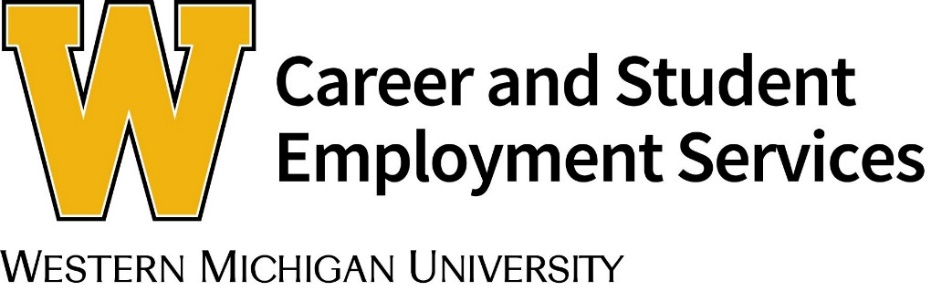 W
Career and Student
Employment Services
WESTERN MICHIGAN UNIVERSITY